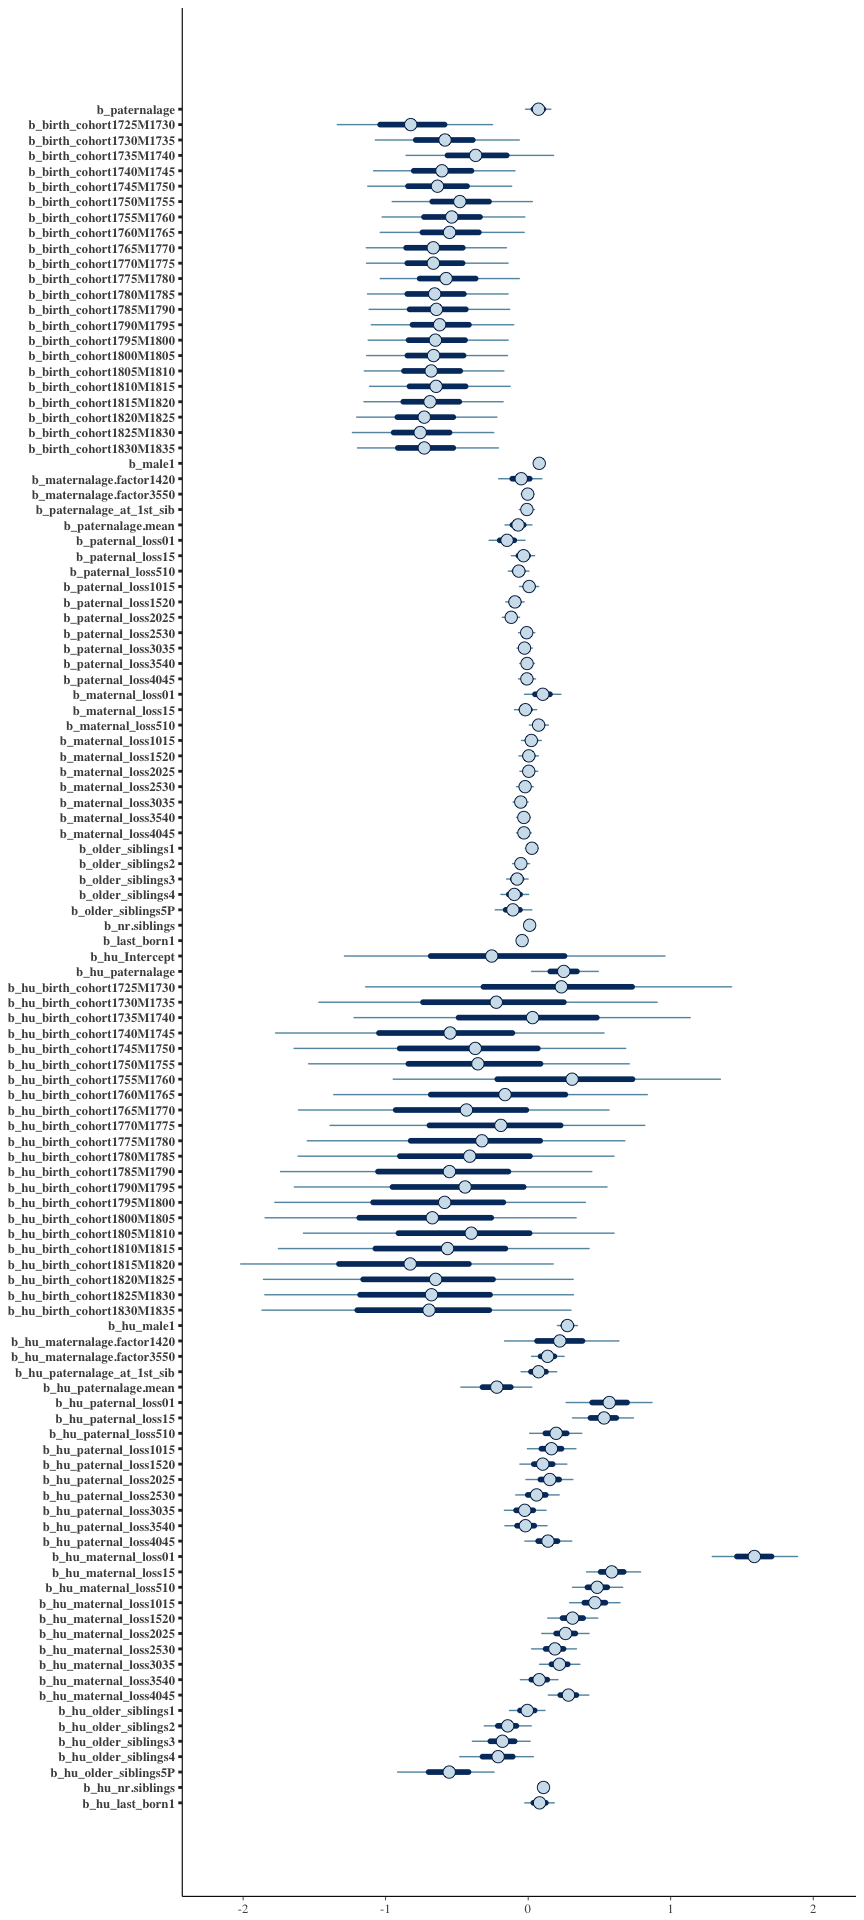 b_paternalage
b_birth_cohort1725M1730
b_birth_cohort1730M1735
b_birth_cohort1735M1740
b_birth_cohort1740M1745
b_birth_cohort1745M1750
b_birth_cohort1750M1755
b_birth_cohort1755M1760
b_birth_cohort1760M1765
b_birth_cohort1765M1770
b_birth_cohort1770M1775
b_birth_cohort1775M1780
b_birth_cohort1780M1785
b_birth_cohort1785M1790
b_birth_cohort1790M1795
b_birth_cohort1795M1800
b_birth_cohort1800M1805
b_birth_cohort1805M1810
b_birth_cohort1810M1815
b_birth_cohort1815M1820
b_birth_cohort1820M1825
b_birth_cohort1825M1830
b_birth_cohort1830M1835
b_male1
b_maternalage.factor1420
b_maternalage.factor3550
b_paternalage_at_1st_sib
b_paternalage.mean
b_paternal_loss01
b_paternal_loss15
b_paternal_loss510
b_paternal_loss1015
b_paternal_loss1520
b_paternal_loss2025
b_paternal_loss2530
b_paternal_loss3035
b_paternal_loss3540
b_paternal_loss4045
b_maternal_loss01
b_maternal_loss15
b_maternal_loss510
b_maternal_loss1015
b_maternal_loss1520
b_maternal_loss2025
b_maternal_loss2530
b_maternal_loss3035
b_maternal_loss3540
b_maternal_loss4045
b_older_siblings1
b_older_siblings2
b_older_siblings3
b_older_siblings4
b_older_siblings5P
b_nr.siblings
b_last_born1
b_hu_Intercept
b_hu_paternalage
b_hu_birth_cohort1725M1730
b_hu_birth_cohort1730M1735
b_hu_birth_cohort1735M1740
b_hu_birth_cohort1740M1745
b_hu_birth_cohort1745M1750
b_hu_birth_cohort1750M1755
b_hu_birth_cohort1755M1760
b_hu_birth_cohort1760M1765
b_hu_birth_cohort1765M1770
b_hu_birth_cohort1770M1775
b_hu_birth_cohort1775M1780
b_hu_birth_cohort1780M1785
b_hu_birth_cohort1785M1790
b_hu_birth_cohort1790M1795
b_hu_birth_cohort1795M1800
b_hu_birth_cohort1800M1805
b_hu_birth_cohort1805M1810
b_hu_birth_cohort1810M1815
b_hu_birth_cohort1815M1820
b_hu_birth_cohort1820M1825
b_hu_birth_cohort1825M1830
b_hu_birth_cohort1830M1835
b_hu_male1
b_hu_maternalage.factor1420
b_hu_maternalage.factor3550
b_hu_paternalage_at_1st_sib
b_hu_paternalage.mean
b_hu_paternal_loss01
b_hu_paternal_loss15
b_hu_paternal_loss510
b_hu_paternal_loss1015
b_hu_paternal_loss1520
b_hu_paternal_loss2025
b_hu_paternal_loss2530
b_hu_paternal_loss3035
b_hu_paternal_loss3540
b_hu_paternal_loss4045
b_hu_maternal_loss01
b_hu_maternal_loss15
b_hu_maternal_loss510
b_hu_maternal_loss1015
b_hu_maternal_loss1520
b_hu_maternal_loss2025
b_hu_maternal_loss2530
b_hu_maternal_loss3035
b_hu_maternal_loss3540
b_hu_maternal_loss4045
b_hu_older_siblings1
b_hu_older_siblings2
b_hu_older_siblings3
b_hu_older_siblings4
b_hu_older_siblings5P
b_hu_nr.siblings
b_hu_last_born1
-2 -1 0 1 2